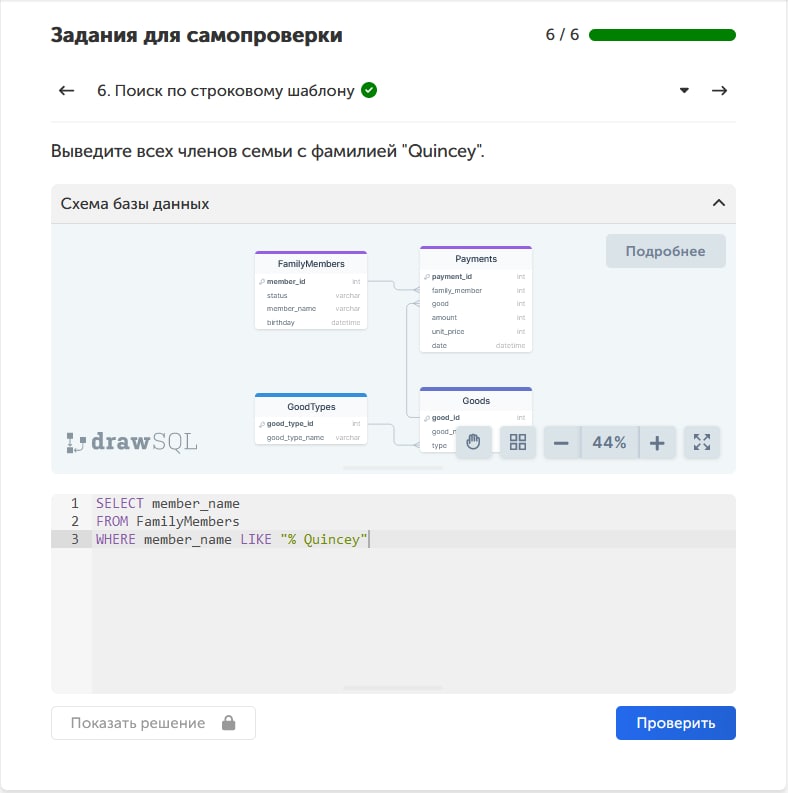 Задания для самопроверки
6 / 6
6. Поиск по строковому шаблону
Выведите всех членов семьи с фамилией "Quincey".
Схема базы данных
Подробнее
FamilyMembers
member_id int
status varchar
member_name varchar
birthday datetime
Payments
payment_id int
family_member int
good int
amount int
unit_price int
date datetime
GoodTypes
good_type_id int
good_type_name varchar
Goods
good_id int
type
drawSQL
44%
1 SELECT member_name
2 FROM FamilyMembers
3 WHERE member_name LIKE "% Quincey"
Показать решение
Проверить